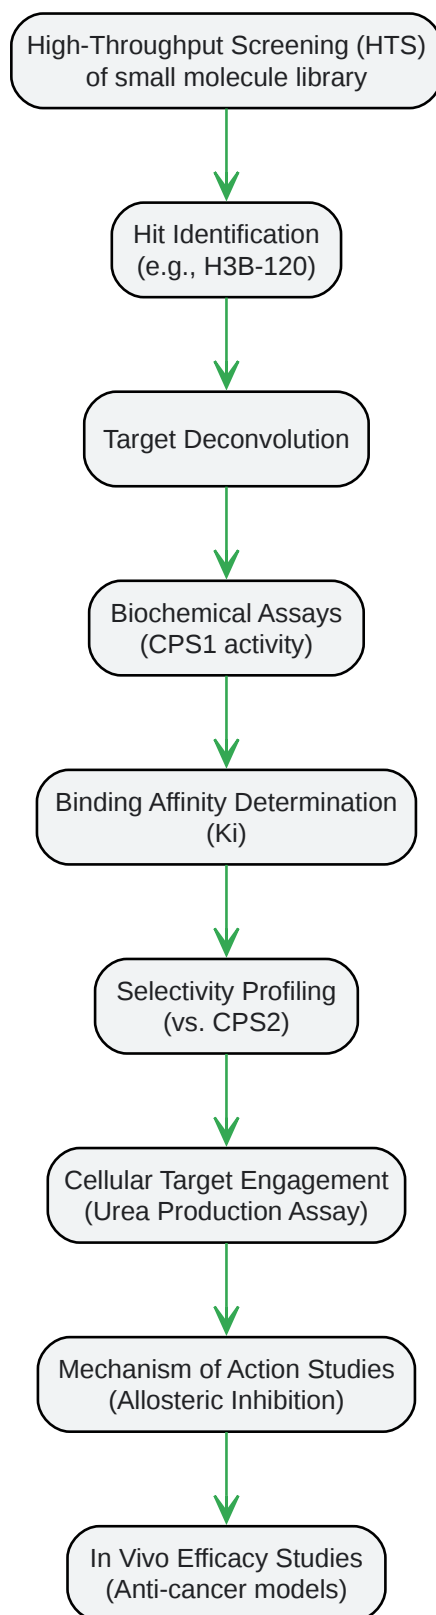 High-Throughput Screening (HTS)
of small molecule library
Hit Identification
(e.g., H3B-120)
Target Deconvolution
Biochemical Assays
(CPS1 activity)
Binding Affinity Determination
(Ki)
Selectivity Profiling
(vs. CPS2)
Cellular Target Engagement
(Urea Production Assay)
Mechanism of Action Studies
(Allosteric Inhibition)
In Vivo Efficacy Studies
(Anti-cancer models)